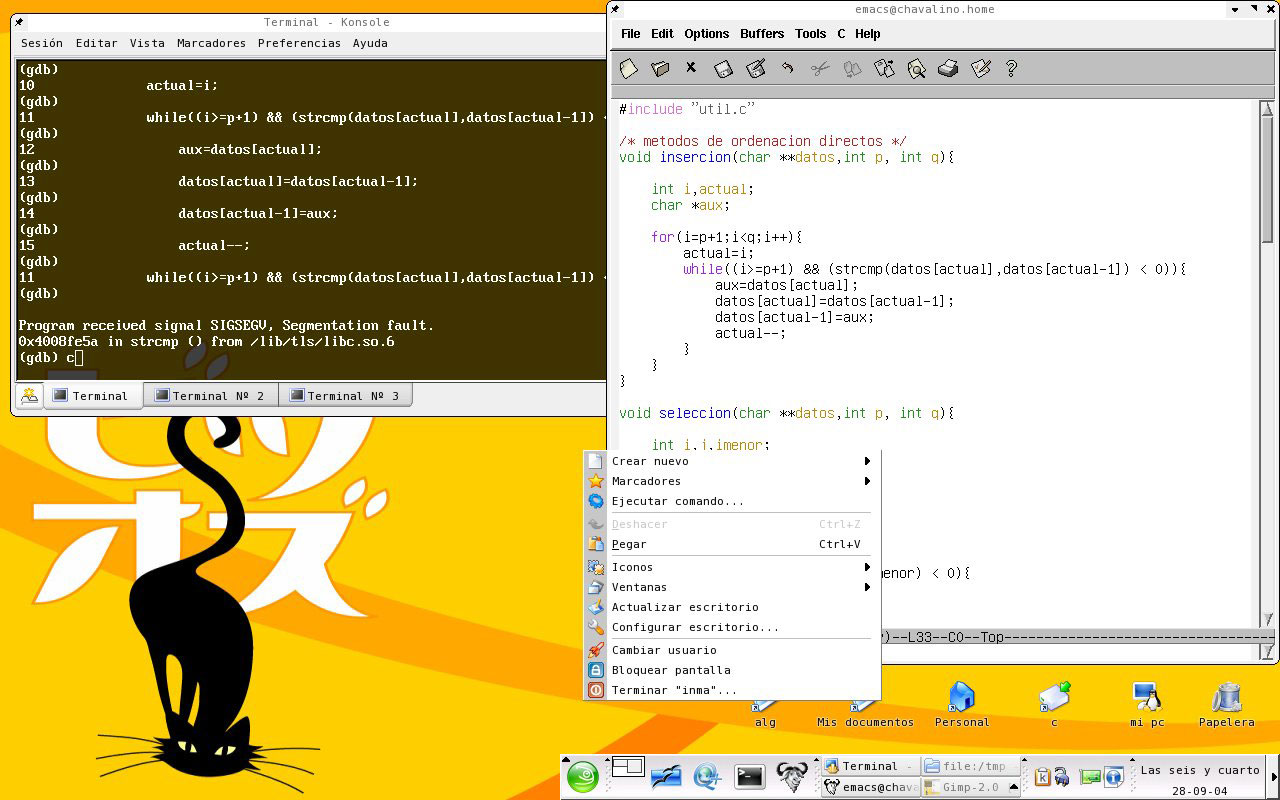 Terminal - Konsole
Sesión Editar Vista Marcadores Preferencias Ayuda
(gdb)
10 actual=i;
(gdb)
11 while((i>=p+1) && (strcmp(datos[actual],datos[actual-1]) <
(gdb)
12 aux=datos[actual];
(gdb)
13 datos[actual]=datos[actual-1];
(gdb)
14 datos[actual-1]=aux;
(gdb)
15 actual--;
(gdb)
11 while((i>=p+1) && (strcmp(datos[actual],datos[actual-1]) <
(gdb)
Program received signal SIGSEGV, Segmentation fault.
0x4008fe5a in strcmp () from /lib/tls/libc.so.6
(gdb) c
Terminal Terminal Nº 2 Terminal Nº 3
emacs@chavalino.home
File Edit Options Buffers Tools C Help
#include "util.c"
/* metodos de ordenacion directos */
void insercion(char **datos,int p, int q){
int i,actual;
char *aux;
for(i=p+1;i<q;i++){
actual=i;
while((i>=p+1) && (strcmp(datos[actual],datos[actual-1]) < 0)){
aux=datos[actual];
datos[actual]=datos[actual-1];
datos[actual-1]=aux;
actual--;
}
}
}
void seleccion(char **datos,int p, int q){
int i,j,imenor;
enor) < 0){
)--L33--C0--Top
Crear nuevo
Marcadores
Ejecutar comando...
Deshacer Ctrl+Z
Pegar Ctrl+V
Iconos
Ventanas
Actualizar escritorio
Configurar escritorio...
Cambiar usuario
Bloquear pantalla
Terminar "inma"...
オズ
alg Mis documentos Personal c mi pc Papelera
Terminal - file:/tmp
emacs@chava Gimp-2.0
Las seis y cuarto
28-09-04